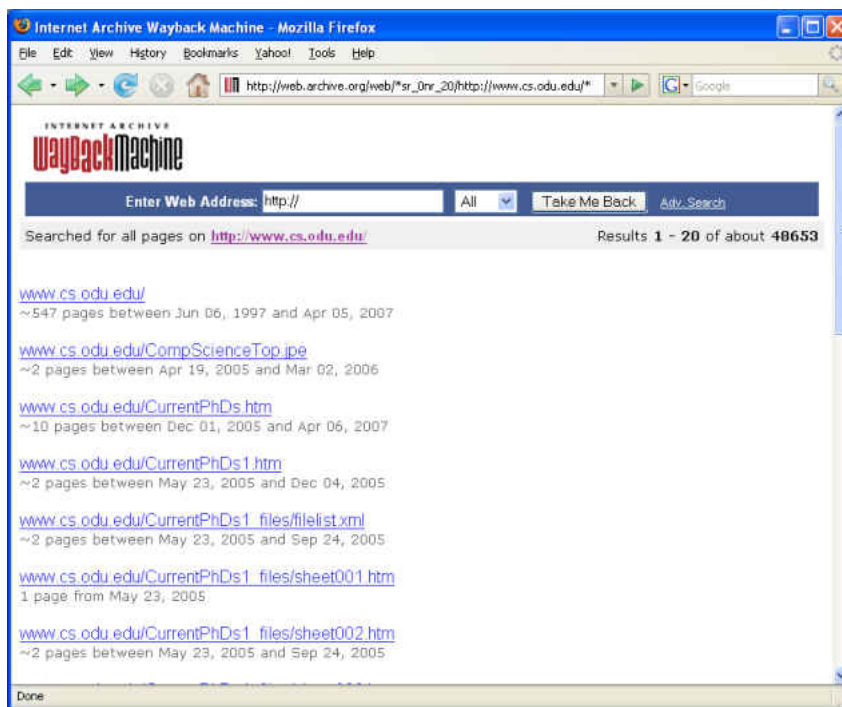 Internet Archive Wayback Machine - Mozilla Firefox
File Edit View History Bookmarks Yahoo! Tools Help
http://web.archive.org/web/*sr_0nr_20/http://www.cs.odu.edu/* G Google
INTERNET ARCHIVE
WayBackMachine
Enter Web Address: http:// All Take Me Back Adv. Search
Searched for all pages on http://www.cs.odu.edu/ Results 1 - 20 of about 48653
www.cs.odu.edu/
~547 pages between Jun 06, 1997 and Apr 05, 2007
www.cs.odu.edu/CompScienceTop.jpe
~2 pages between Apr 19, 2005 and Mar 02, 2006
www.cs.odu.edu/CurrentPhDs.htm
~10 pages between Dec 01, 2005 and Apr 06, 2007
www.cs.odu.edu/CurrentPhDs1.htm
~2 pages between May 23, 2005 and Dec 04, 2005
www.cs.odu.edu/CurrentPhDs1_files/filelist.xml
~2 pages between May 23, 2005 and Sep 24, 2005
www.cs.odu.edu/CurrentPhDs1_files/sheet001.htm
1 page from May 23, 2005
www.cs.odu.edu/CurrentPhDs1_files/sheet002.htm
~2 pages between May 23, 2005 and Sep 24, 2005
Done